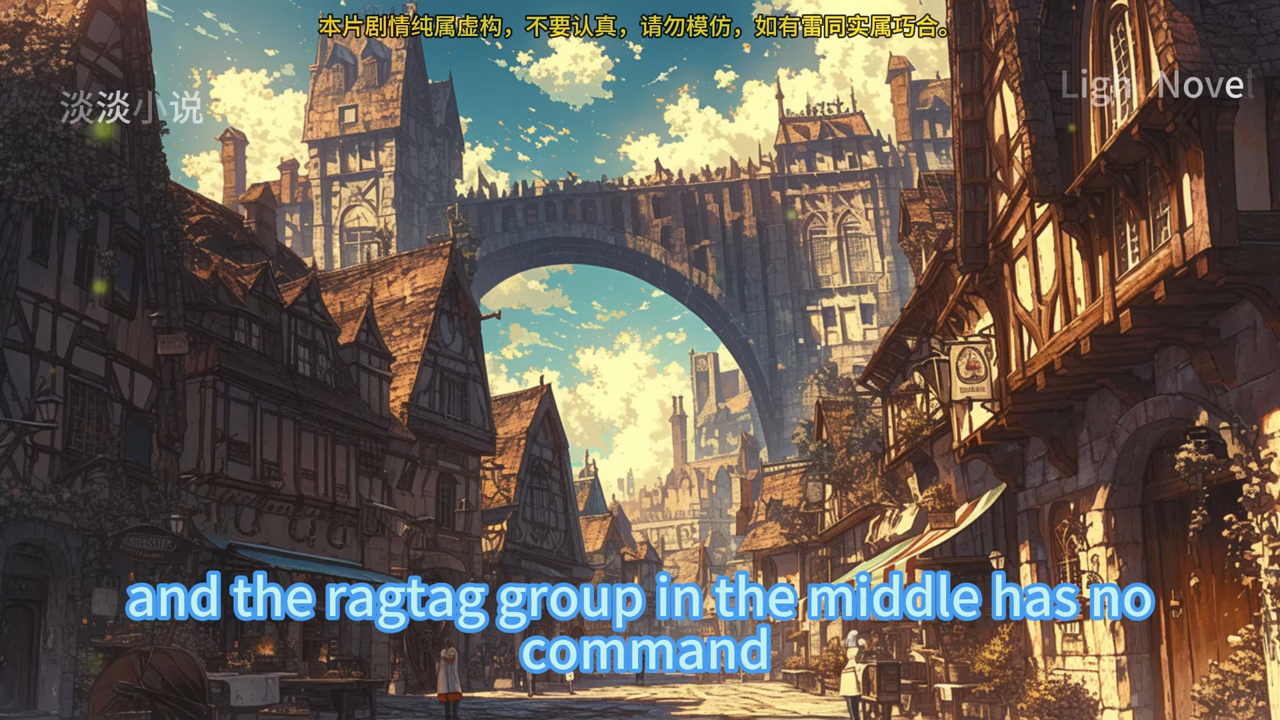 本片剧情纯属虚构，不要认真，请勿模仿，如有雷同实属巧合。
淡淡小说
Light Novel
and the ragtag group in the middle has no
command